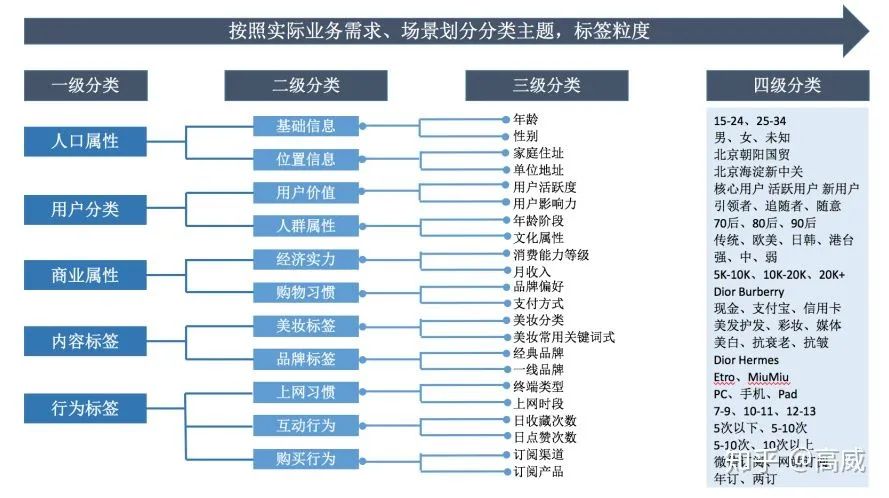 按照实际业务需求、场景划分分类主题，标签粒度
一级分类
二级分类
三级分类
四级分类
人口属性
用户分类
商业属性
内容标签
行为标签
基础信息
位置信息
用户价值
人群属性
经济实力
购物习惯
美妆标签
品牌标签
上网习惯
互动行为
购买行为
年龄
性别
家庭住址
单位地址
用户活跃度
用户影响力
年龄阶段
文化属性
消费能力等级
月收入
品牌偏好
支付方式
美妆分类
美妆常用关键词式
经典品牌
一线品牌
终端类型
上网时段
日收藏次数
日点赞次数
订阅渠道
订阅产品
15-24、25-34
男、女、未知
北京朝阳国贸
北京海淀新中关
核心用户 活跃用户 新用户
引领者、追随者、随意
70后、80后、90后
传统、欧美、日韩、港台
强、中、弱
5K-10K、10K-20K、20K+
Dior Burberry
现金、支付宝、信用卡
美发护发、彩妆、媒体
美白、抗衰老、抗皱
Dior Hermes
Etro、MiuMiu
PC、手机、Pad
7-9、10-11、12-13
5次以下、5-10次
5-10次、10次以上
微信订阅、网站订阅
年订、两订
知乎 @高威